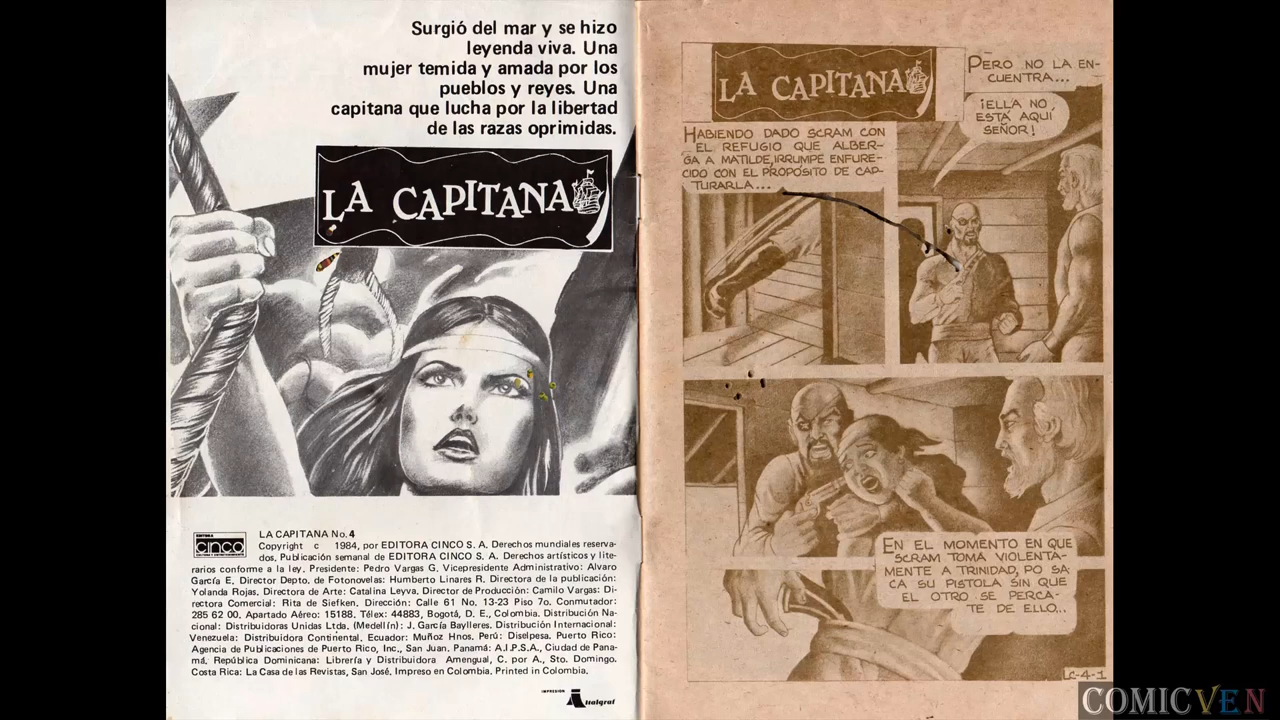 Surgió del mar y se hizo
leyenda viva. Una
mujer temida y amada por los
pueblos y reyes. Una
capitana que lucha por la libertad
de las razas oprimidas.
LA CAPITANA
EDITORA
CINCO
LA CAPITANA No. 4
Copyright c 1984, por EDITORA CINCO S. A. Derechos mundiales reserva-
dos, Publicación semanal de EDITORA CINCO S. A. Derechos artísticos y lite-
rarios conforme a la ley. Presidente: Pedro Vargas G. Vicepresidente Administrativo: Alvaro
García E. Director Depto. de Fotonovelas: Humberto Linares R. Directora de la publicación:
Yolanda Rojas. Directora de Arte: Catalina Leyva. Director de Producción: Camilo Vargas: Di-
rectora Comercial: Rita de Siefken. Dirección: Calle 61 No. 13-23 Piso 7o. Conmutador:
285 62 00. Apartado Aéreo: 15188. Télex: 44883, Bogotá, D. E., Colombia. Distribución Na-
cional: Distribuidoras Unidas Ltda. (Medellín): J. García Baylleres. Distribución Internacional:
Venezuela: Distribuidora Continental. Ecuador: Muñoz Hnos. Perú: Diselpesa. Puerto Rico:
Agencia de Publicaciones de Puerto Rico, Inc., San Juan. Panamá: A.I.P.S.A., Ciudad de Pana-
má. República Dominicana: Librería y Distribuidora Amengual, C. por A., Sto. Domingo.
Costa Rica: La Casa de las Revistas, San José. Impreso en Colombia. Printed in Colombia.
IMPRESION
Italgraf
LA CAPITANA
HABIENDO DADO SCRAM CON
EL REFUGIO QUE ALBER-
GA A MATILDE, IRRUMPE ENFURE-
CIDO CON EL PROPÓSITO DE CAP-
TURARLA...
PERO NO LA EN-
CUENTRA...
¡ELLA NO
ESTÁ AQUÍ
SEÑOR!
EN EL MOMENTO EN QUE
SCRAM TOMA VIOLENTA-
MENTE A TRINIDAD, PO SA-
CA SU PISTOLA SIN QUE
EL OTRO SE PERCA-
TE DE ELLO...
LC-4-1
COMICVEN